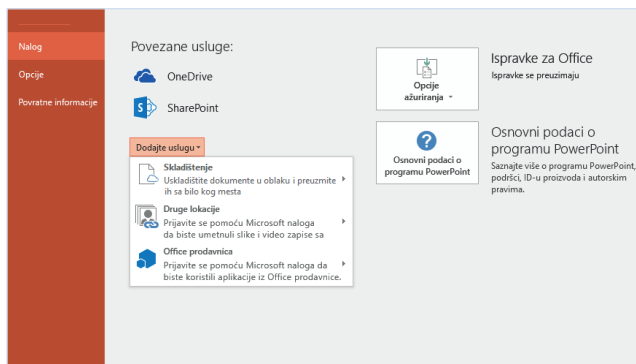 Nalog
Opcije
Povratne informacije
Povezane usluge:
OneDrive
SharePoint
Dodajte uslugu
Skladištenje
Uskladištite dokumente u oblaku i preuzmite
ih sa bilo kog mesta
Druge lokacije
Prijavite se pomoću Microsoft naloga
da biste umetnuli slike i video zapise sa
Office prodavnica
Prijavite se pomoću Microsoft naloga da
biste koristili aplikacije iz Office prodavnice.
Opcije
ažuriranja
Ispravke za Office
Ispravke se preuzimaju
Osnovni podaci o
programu PowerPoint
Osnovni podaci o
programu PowerPoint
Saznajte više o programu PowerPoint,
podršci, ID-u proizvoda i autorskim
pravima.